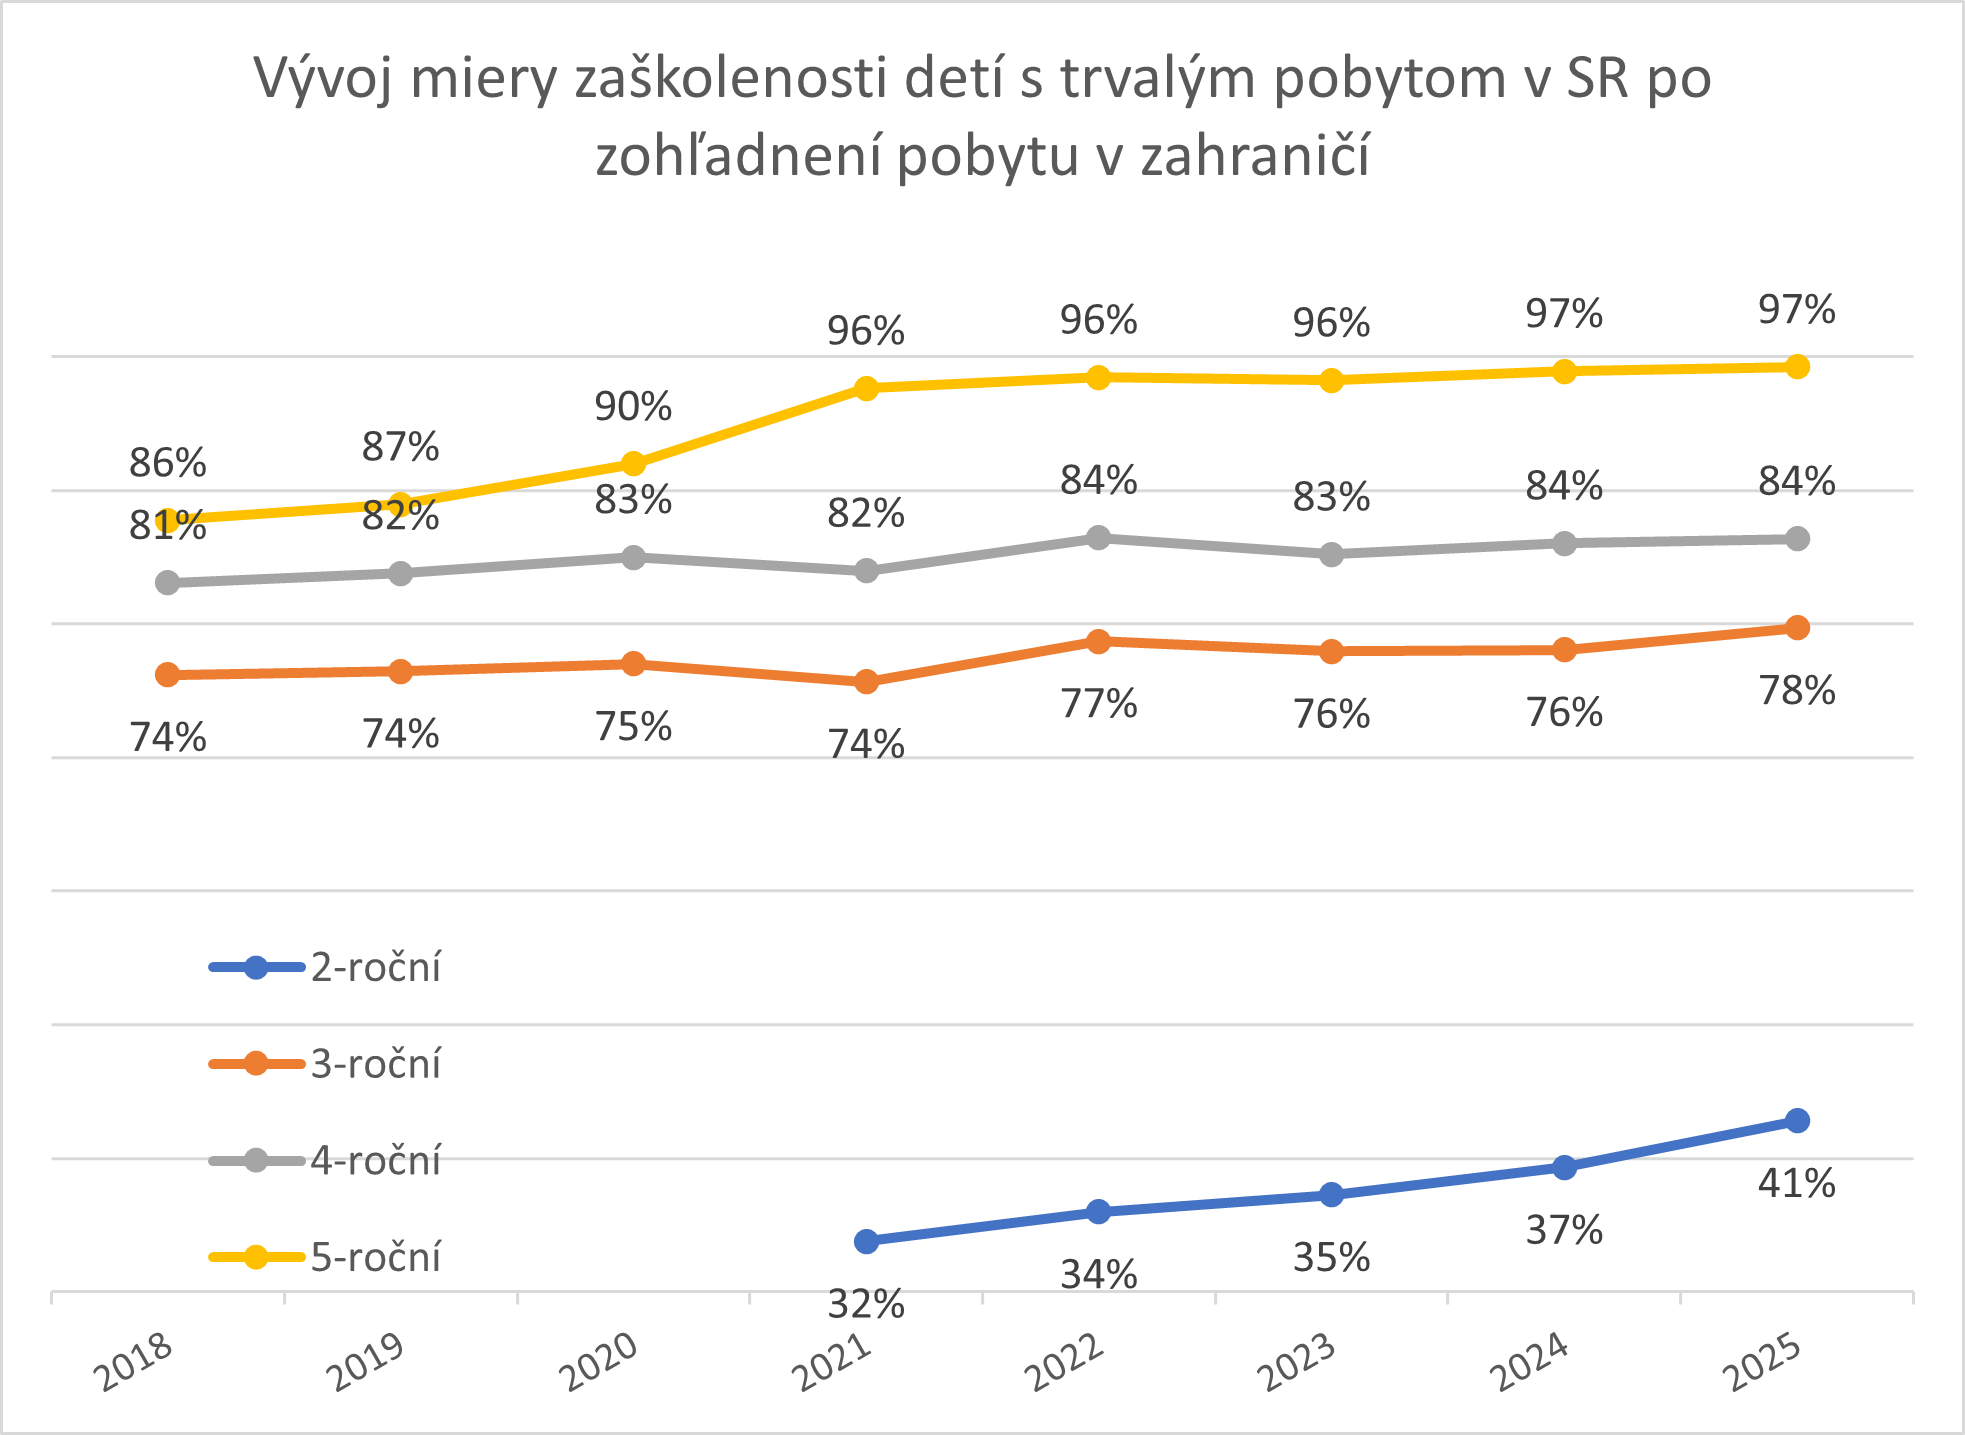 Vývoj miery zaškolenosti detí s trvalým pobytom v SR po
zohľadnení pobytu v zahraničí
96% 96% 96% 97% 97%
86% 87% 90%
81% 82% 83% 82% 84% 83% 84% 84%
74% 74% 75% 74% 77% 76% 76% 78%
2-roční
3-roční
4-roční
5-roční
32% 34% 35% 37% 41%
2018 2019 2020 2021 2022 2023 2024 2025